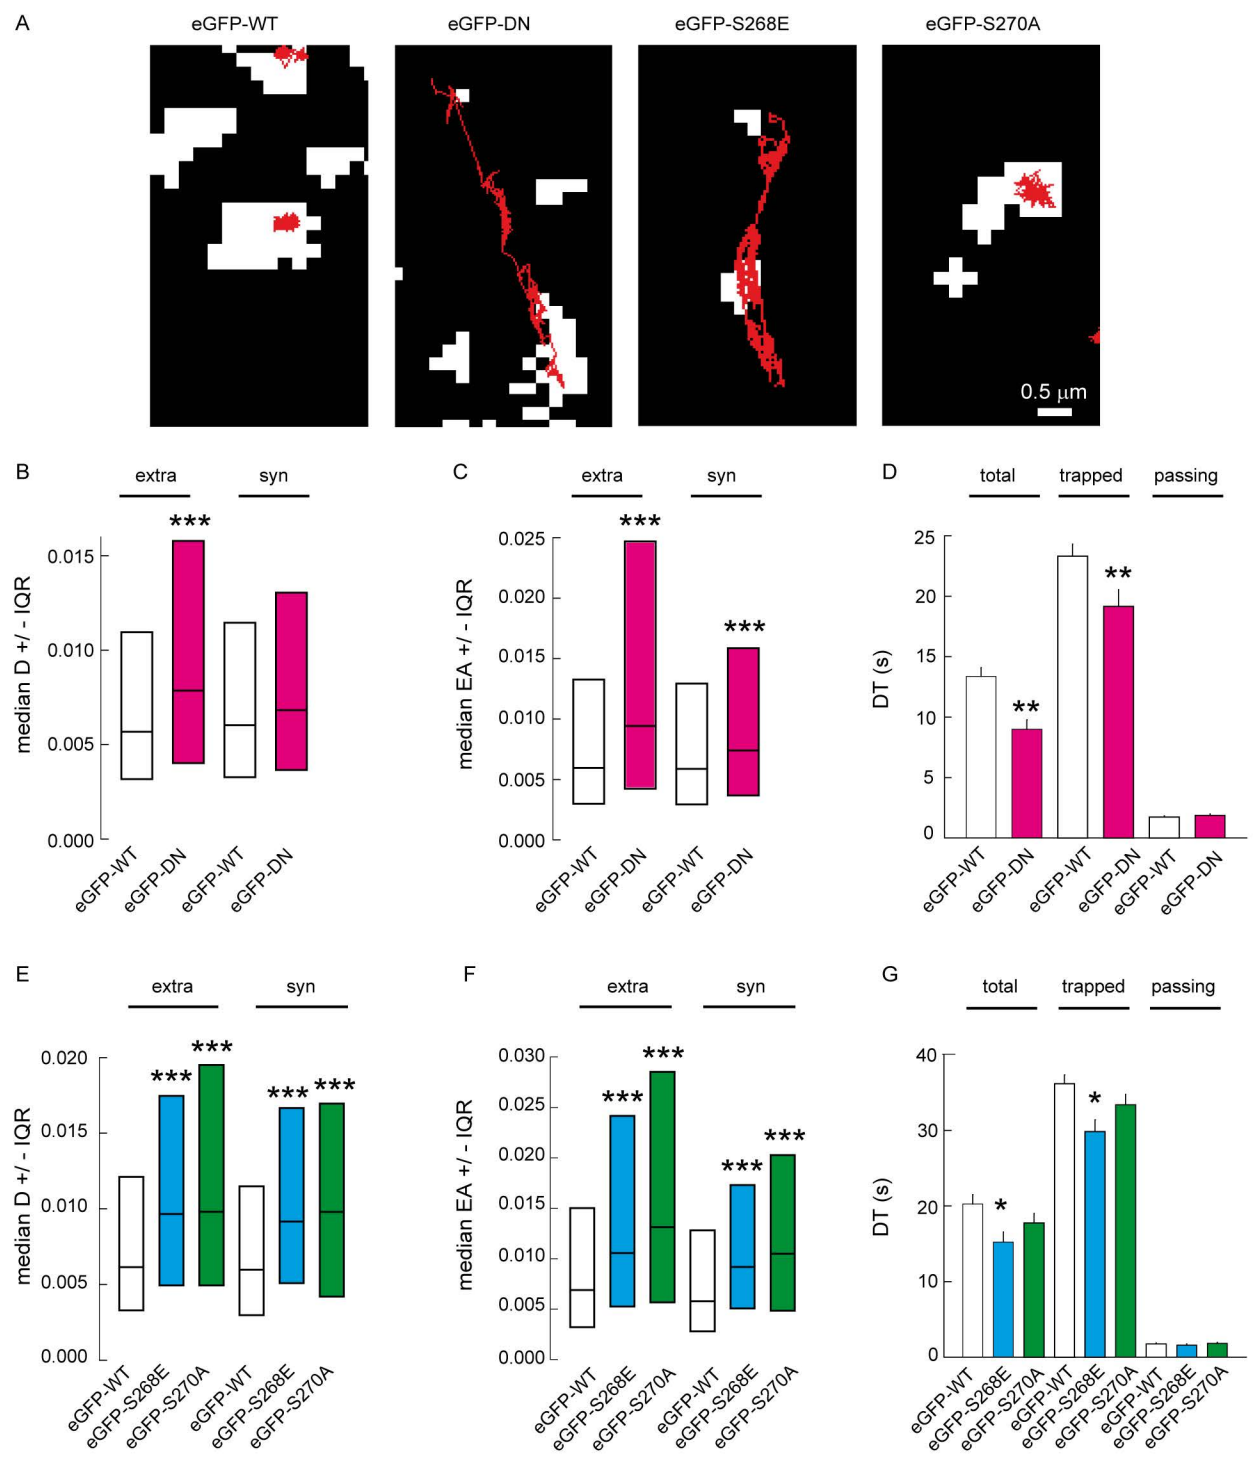 A eGFP-WT eGFP-DN eGFP-S268E eGFP-S270A
0.5 µm
B extra syn
***
median D +/ - IQR
0.015
0.010
0.005
0.000
eGFP-WT eGFP-DN eGFP-WT eGFP-DN
C extra syn
***
***
median EA +/ - IQR
0.025
0.020
0.015
0.010
0.005
0.000
eGFP-WT eGFP-DN eGFP-WT eGFP-DN
D total trapped passing
**
**
DT (s)
25
20
15
10
5
0
eGFP-WT eGFP-DN eGFP-WT eGFP-DN eGFP-WT eGFP-DN
E extra syn
*** *** *** ***
median D +/ - IQR
0.020
0.015
0.010
0.005
0.000
eGFP-WT eGFP-S268E eGFP-S270A eGFP-WT eGFP-S268E eGFP-S270A
F extra syn
*** *** *** ***
median EA +/ - IQR
0.030
0.025
0.020
0.015
0.010
0.005
0.000
eGFP-WT eGFP-S268E eGFP-S270A eGFP-WT eGFP-S268E eGFP-S270A
G total trapped passing
* *
DT (s)
40
30
20
10
0
eGFP-WT eGFP-S268E eGFP-S270A eGFP-WT eGFP-S268E eGFP-S270A eGFP-WT eGFP-S268E eGFP-S270A